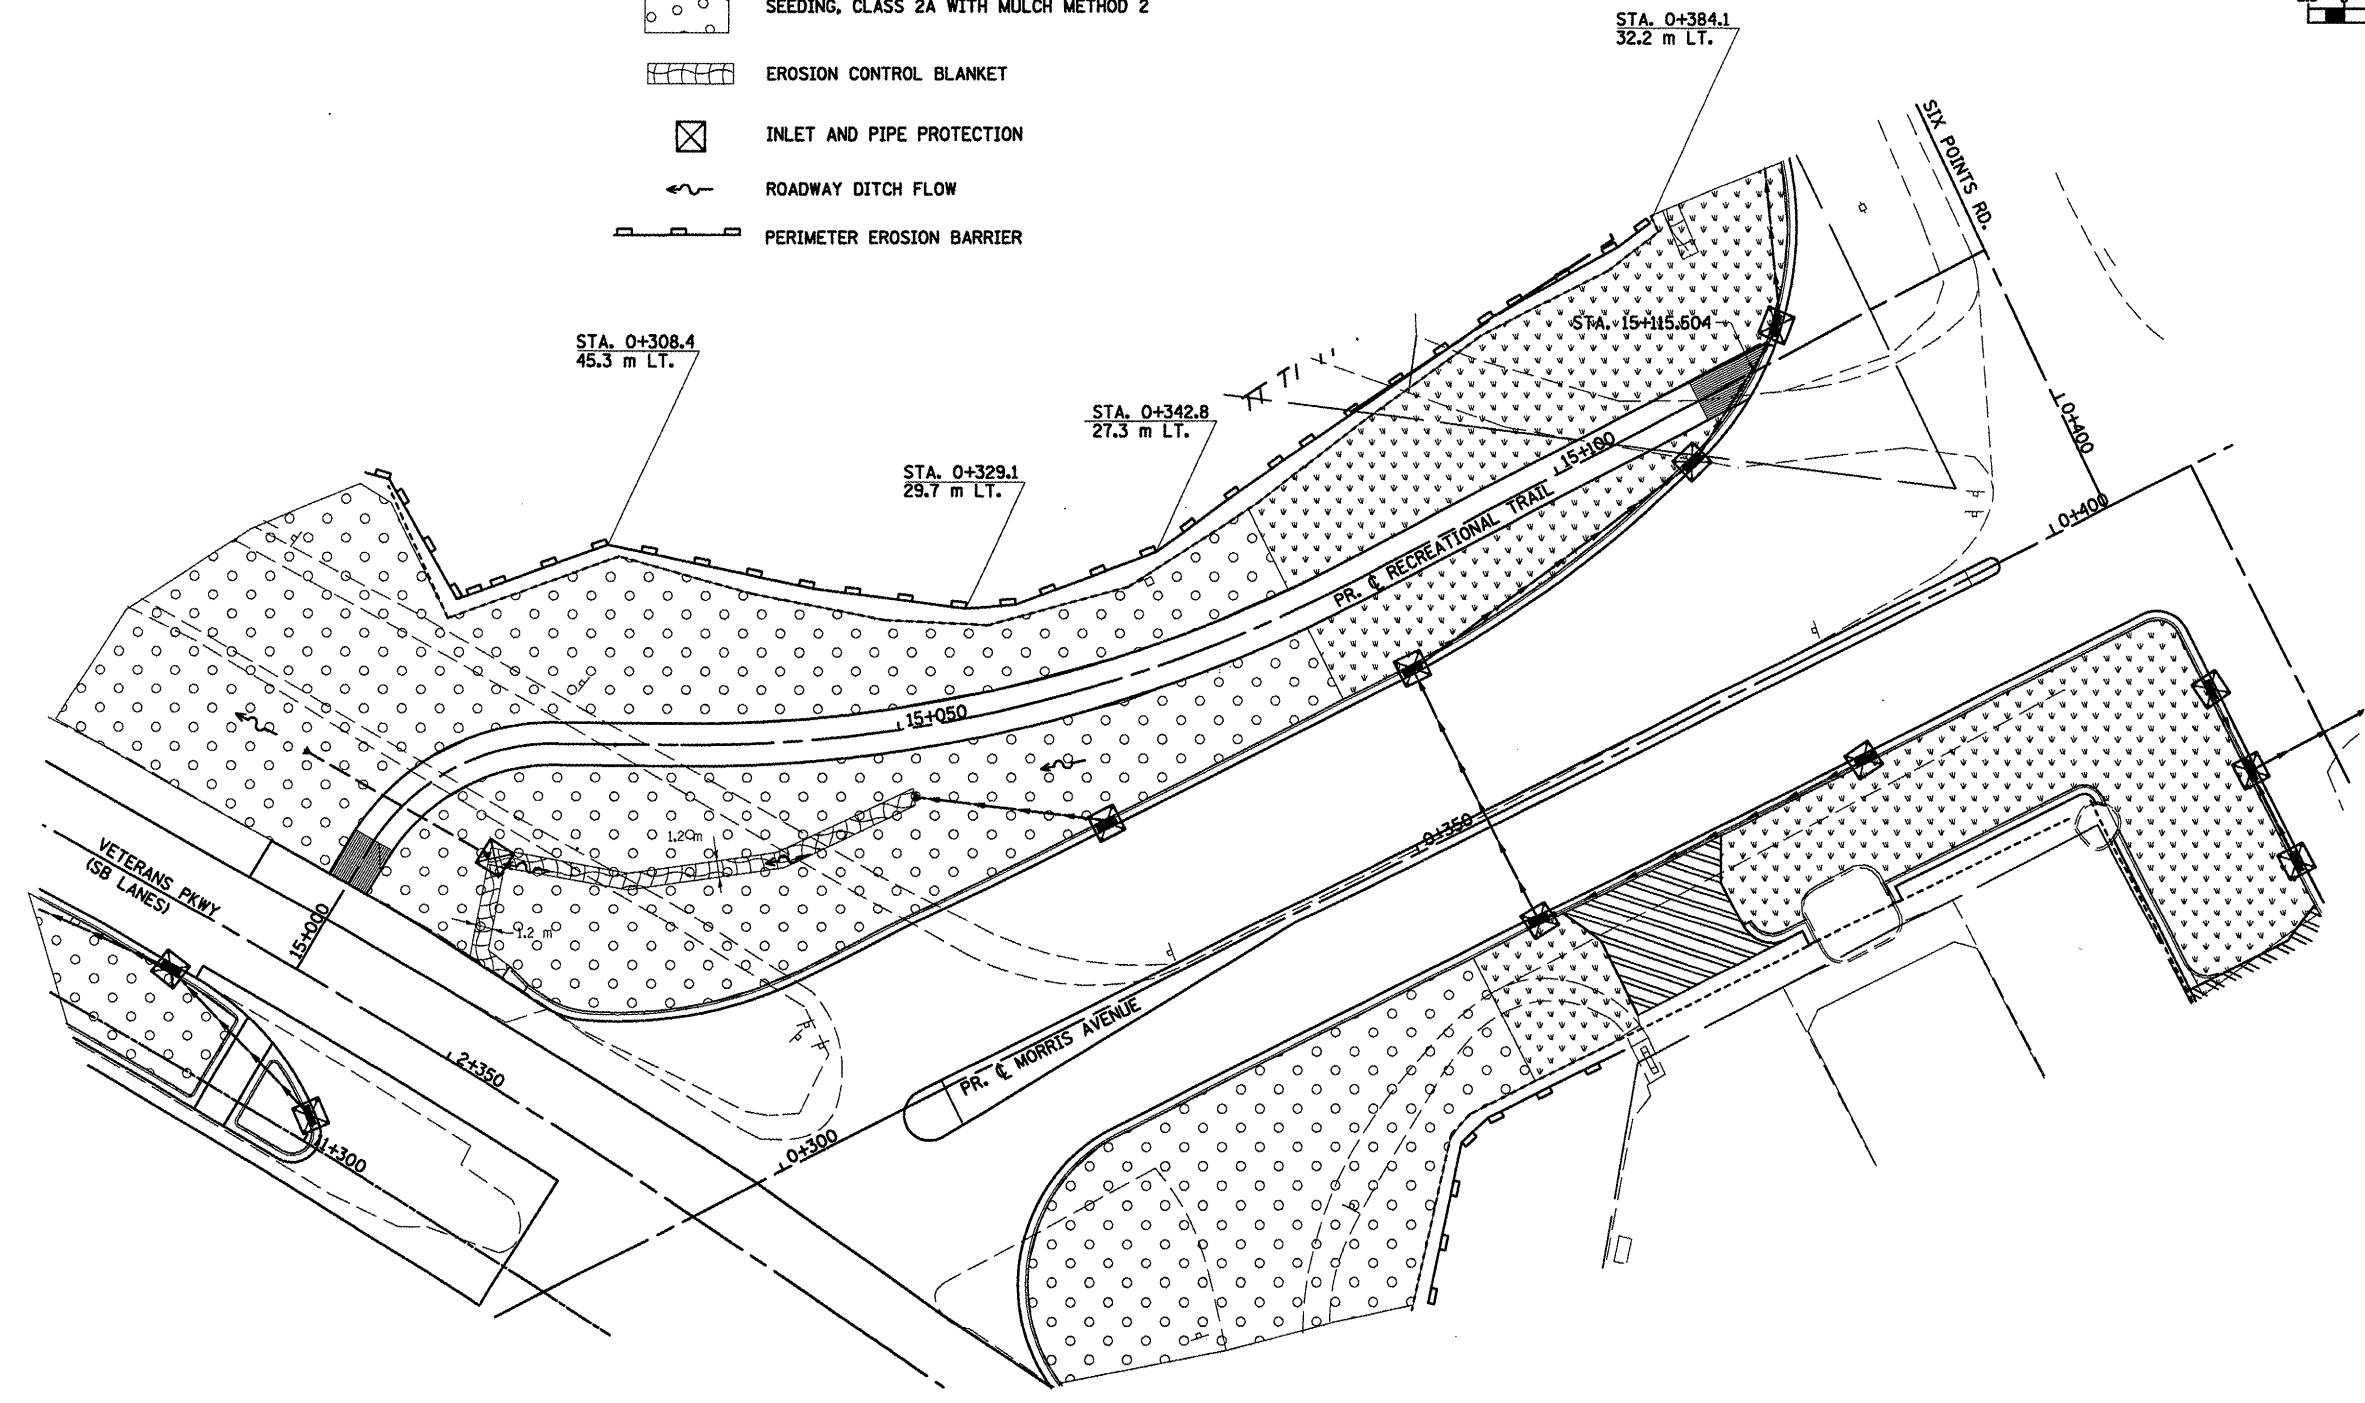 SEEDING, CLASS 2A WITH MULCH METHOD 2
EROSION CONTROL BLANKET
INLET AND PIPE PROTECTION
ROADWAY DITCH FLOW
PERIMETER EROSION BARRIER
STA. 0+384.1
32.2 m LT.
SIX POINTS RD.
STA. 15+115.604
STA. 0+308.4
45.3 m LT.
STA. 0+342.8
27.3 m LT.
STA. 0+329.1
29.7 m LT.
0+400
15+100
PR. ℄ RECREATIONAL TRAIL
0+400
15+050
1.2 m
0+350
VETERANS PKWY
(SB LANES)
15+000
1.2 m
PR. ℄ MORRIS AVENUE
2+350
0+300
1+300